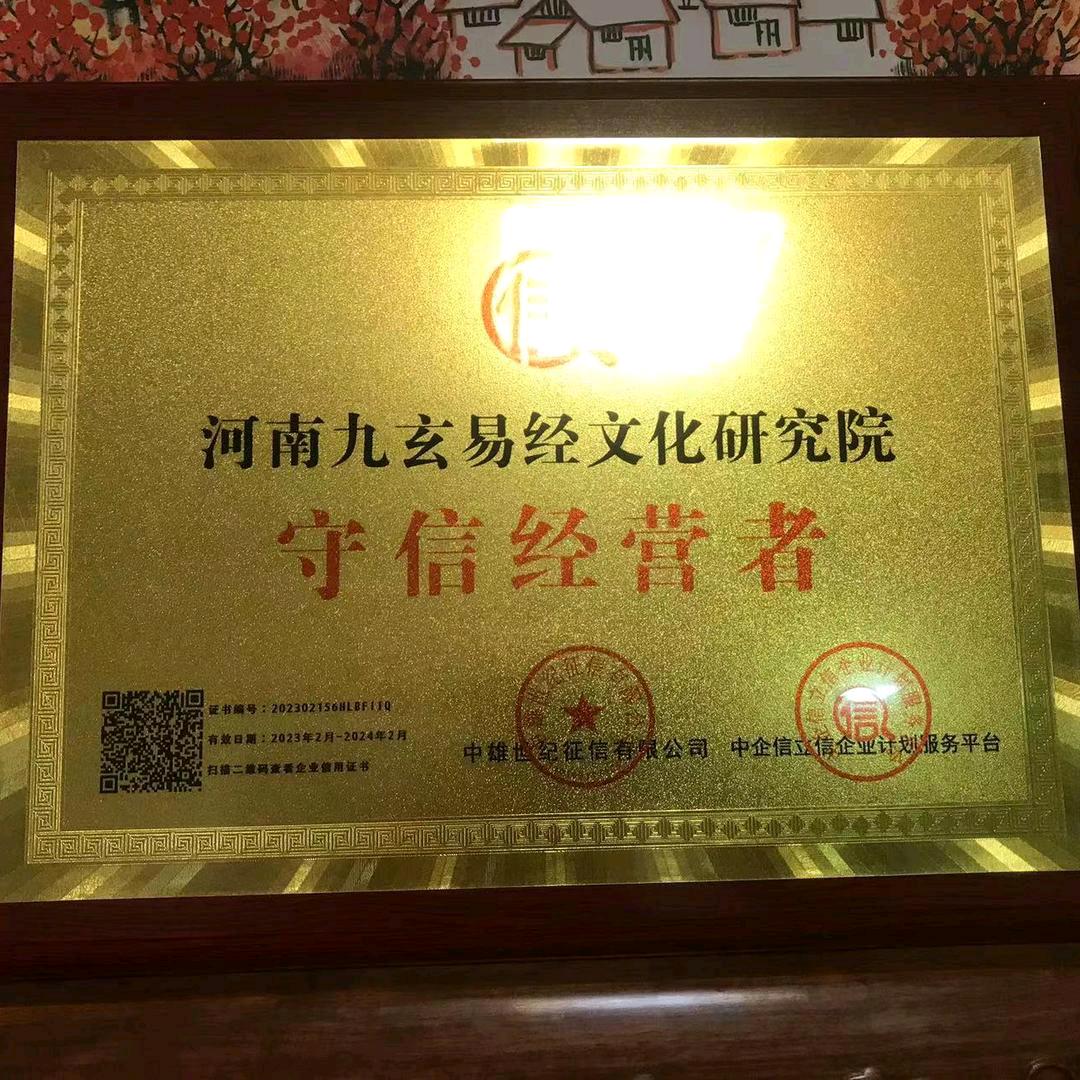 信
河南九玄易经文化研究院
守信经营者
证书编号：202302156HLBF11Q
有效日期：2023年2月-2024年2月
扫描二维码查看企业信用证书
中雄世纪征信有限公司
中企信立信企业计划服务平台
信